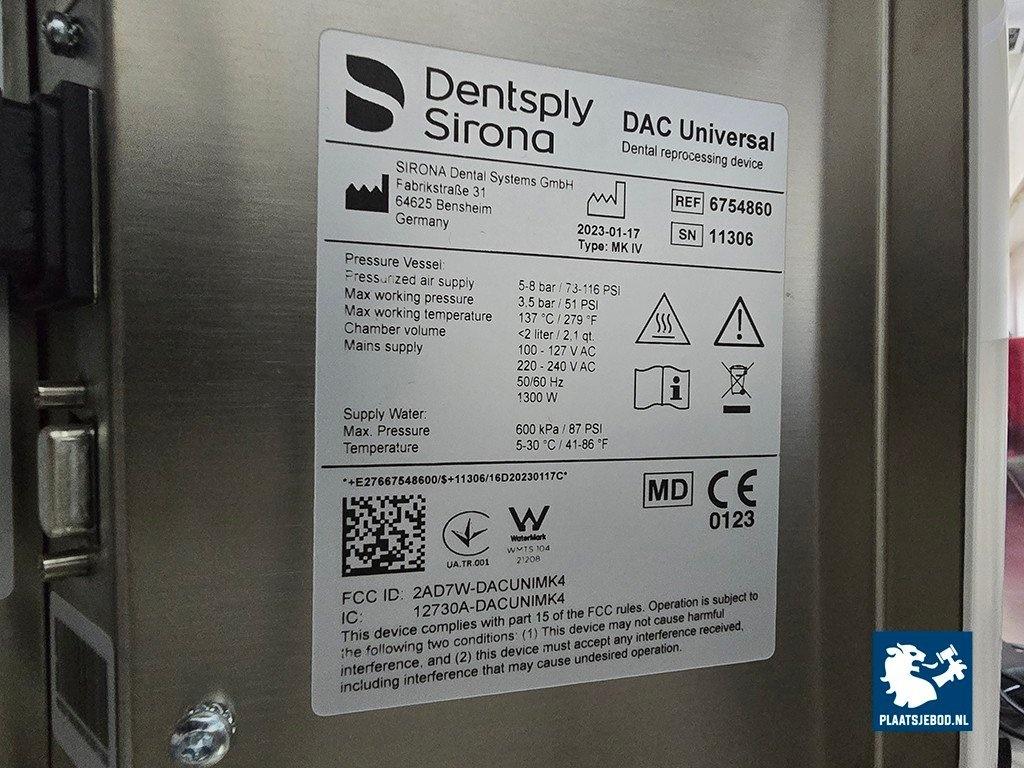 Dentsply
Sirona
DAC Universal
Dental reprocessing device
SIRONA Dental Systems GmbH
Fabrikstraße 31
64625 Bensheim
Germany
2023-01-17
Type: MK IV
REF 6754860
SN 11306
Pressure Vessel:
Pressurized air supply 5-8 bar / 73-116 PSI
Max working pressure 3,5 bar / 51 PSI
Max working temperature 137 °C / 279 °F
Chamber volume <2 liter / 2,1 qt.
Mains supply 100 - 127 V AC
220 - 240 V AC
50/60 Hz
1300 W
Supply Water:
Max. Pressure 600 kPa / 87 PSI
Temperature 5-30 °C / 41-86 °F
*+E27667548600/$+11306/16D20230117C*
MD CE
0123
UA.TR.001
WaterMark
WMTS 104
21208
FCC ID: 2AD7W-DACUNIMK4
IC: 12730A-DACUNIMK4
This device complies with part 15 of the FCC rules. Operation is subject to
the following two conditions: (1) This device may not cause harmful
interference, and (2) this device must accept any interference received,
including interference that may cause undesired operation.
PLAATSJEBOD.NL